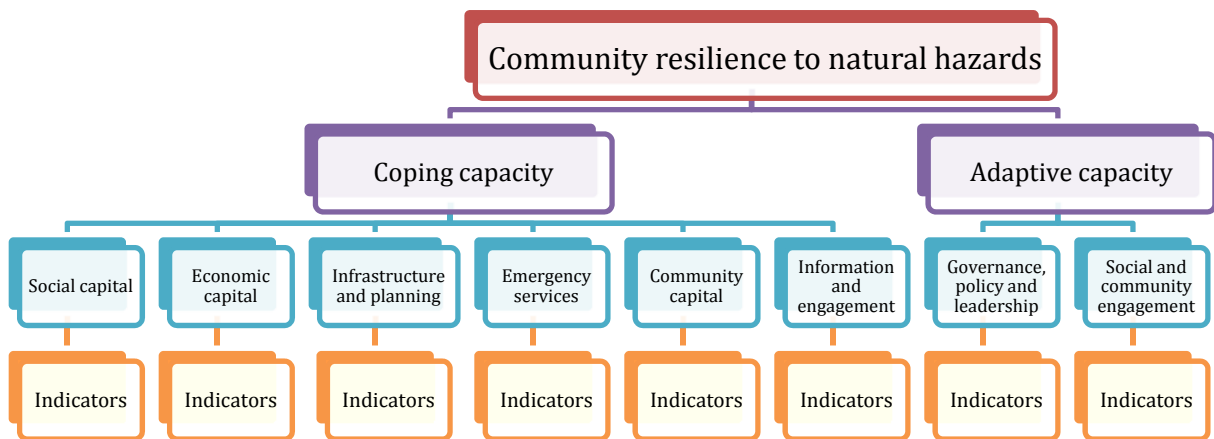 Community resilience to natural hazards
Coping capacity
Adaptive capacity
Social capital
Economic
capital
Infrastructure
and planning
Emergency
services
Community
capital
Information
and
engagement
Governance,
policy and
leadership
Social and
community
engagement
Indicators
Indicators
Indicators
Indicators
Indicators
Indicators
Indicators
Indicators